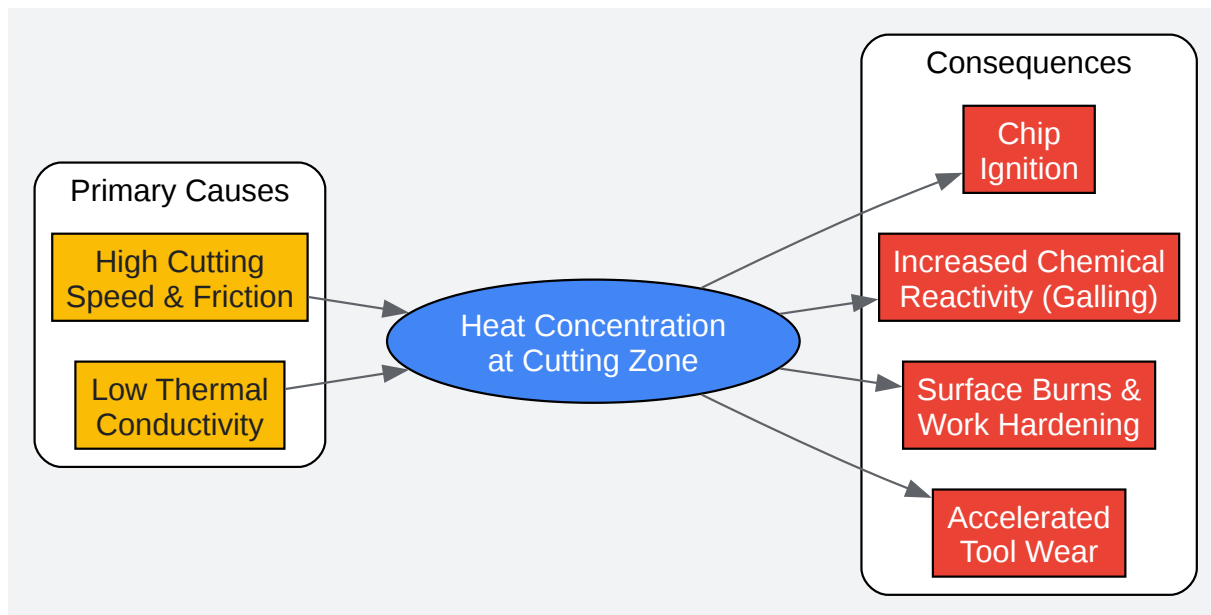 Primary Causes
High Cutting
Speed & Friction
Low Thermal
Conductivity
Heat Concentration
at Cutting Zone
Consequences
Chip
Ignition
Increased Chemical
Reactivity (Galling)
Surface Burns &
Work Hardening
Accelerated
Tool Wear